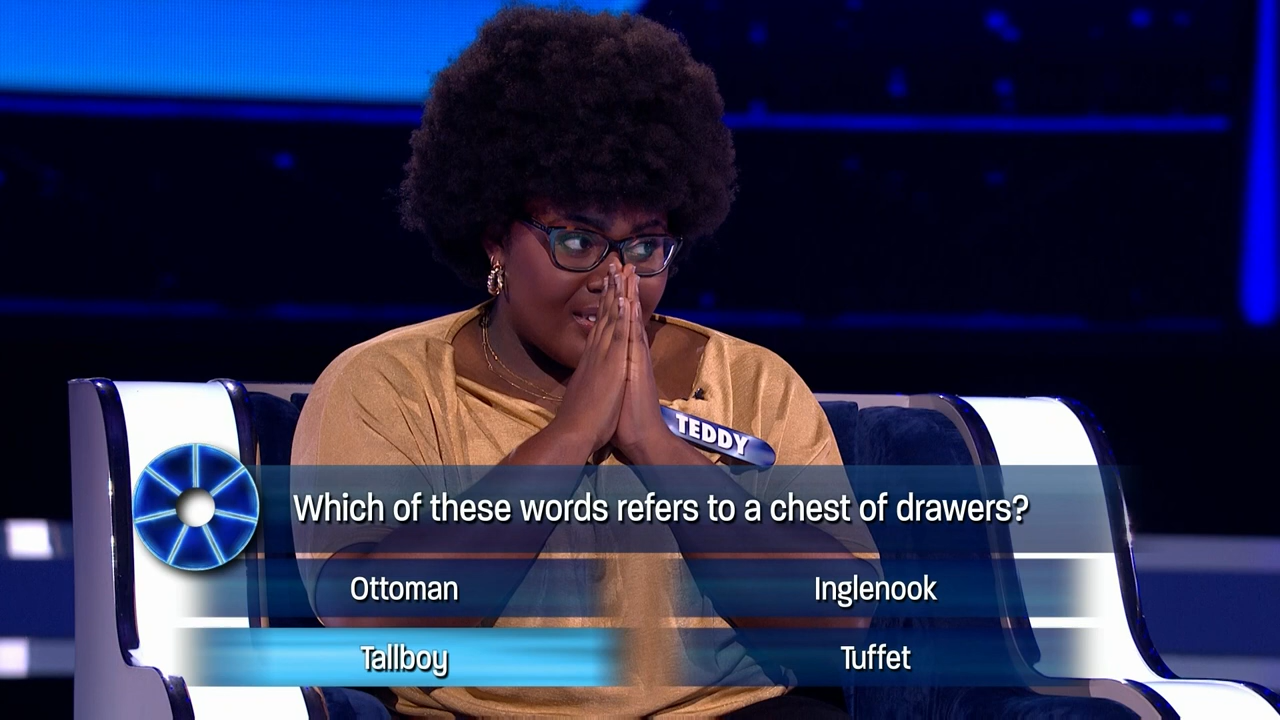 TEDDY
Which of these words refers to a chest of drawers?
Ottoman
Inglenook
Tallboy
Tuffet